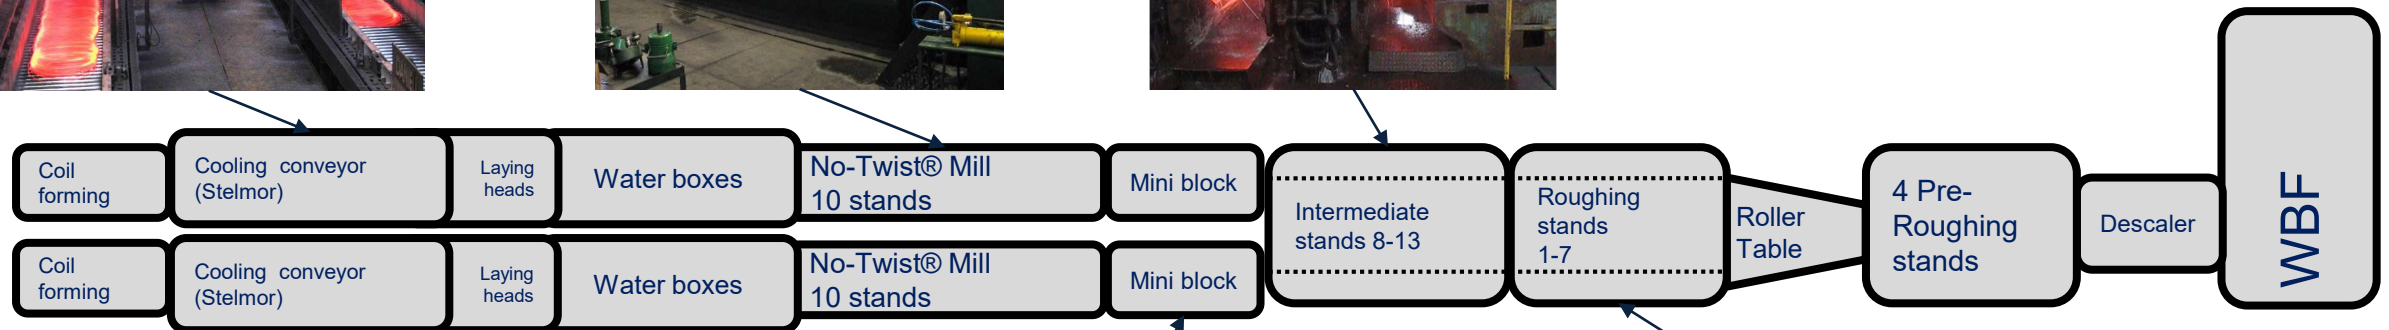 Coil
forming
Cooling conveyor
(Stelmor)
Laying
heads
Water boxes
No-Twist® Mill
10 stands
Mini block
Coil
forming
Cooling conveyor
(Stelmor)
Laying
heads
Water boxes
No-Twist® Mill
10 stands
Mini block
Intermediate
stands 8-13
Roughing
stands
1-7
Roller
Table
4 Pre-
Roughing
stands
Descaler
WBF